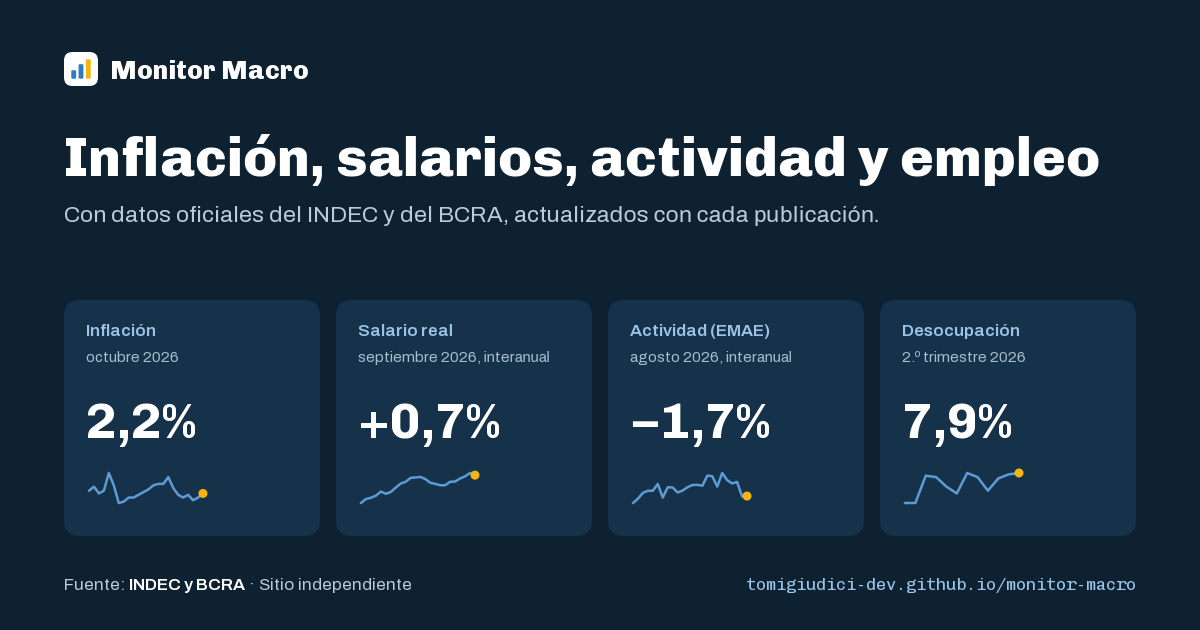 Monitor Macro
Inflación, salarios, actividad y empleo
Con datos oficiales del INDEC y del BCRA, actualizados con cada publicación.
Inflación
octubre 2026
2,2%
Salario real
septiembre 2026, interanual
+0,7%
Actividad (EMAE)
agosto 2026, interanual
−1,7%
Desocupación
2.º trimestre 2026
7,9%
Fuente: INDEC y BCRA · Sitio independiente
tomigiudici-dev.github.io/monitor-macro